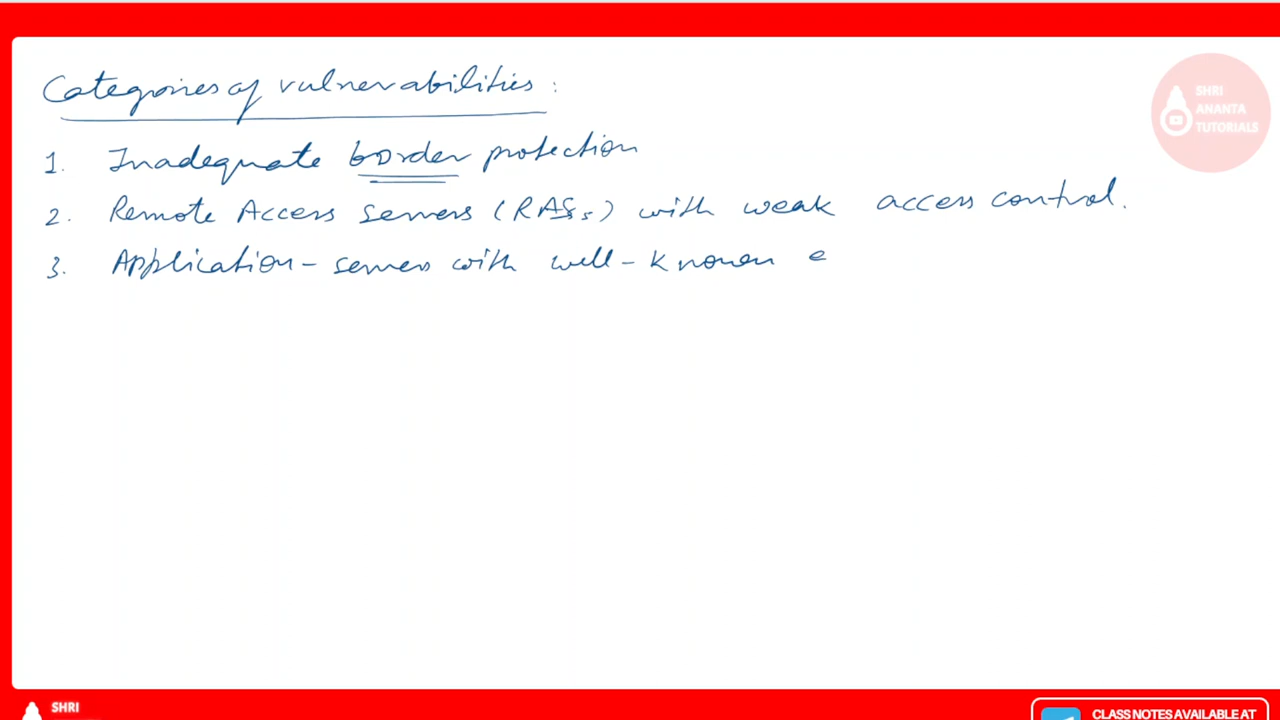 Categories of vulnerabilities :
1. Inadequate border protection
2. Remote Access Servers (RASs) with weak access control.
3. Application - servers with well - known e
SHRI
ANANTA
TUTORIALS
SHRI
CLASS NOTES AVAILABLE AT